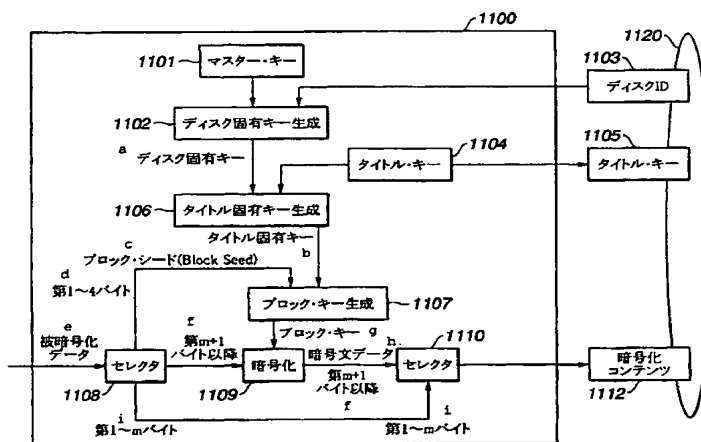 1100
1120
1101
マスター・キー
1103
ディスクID
1102
ディスク固有キー生成
a
ディスク固有キー
1104
タイトル・キー
1105
タイトル・キー
1106
タイトル固有キー生成
タイトル固有キー
b
c
ブロック・シード(Block Seed)
d
第1~4バイト
ブロック・キー生成
1107
ブロック・キー
g
e
被暗号化
データ
f
第m+1
バイト以降
h.
暗号文データ
第m+1
バイト以降
f
1110
セレクタ
1108
暗号化
1109
セレクタ
暗号化
コンテンツ
1112
i
第1~mバイト
i
第1~mバイト